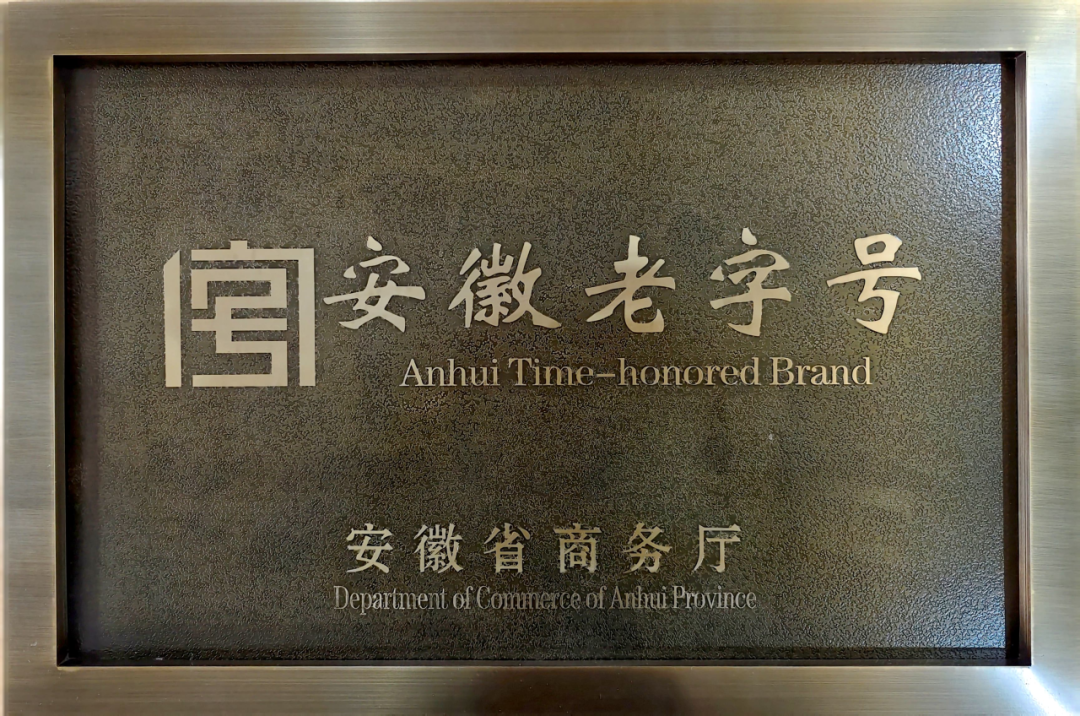 安徽老字号
Anhui Time-honored Brand
安徽省商务厅
Department of Commerce of Anhui Province